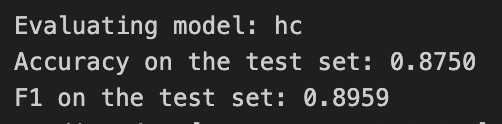 Evaluating model: hc
Accuracy on the test set: 0.8750
F1 on the test set: 0.8959